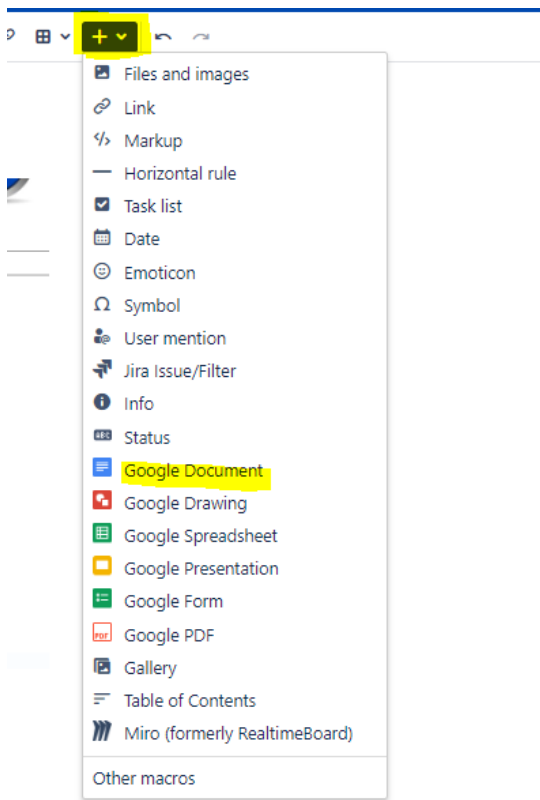 Files and images
Link
Markup
Horizontal rule
Task list
Date
Emoticon
Symbol
User mention
Jira Issue/Filter
Info
Status
Google Document
Google Drawing
Google Spreadsheet
Google Presentation
Google Form
PDF Google PDF
Gallery
Table of Contents
Miro (formerly RealtimeBoard)
Other macros